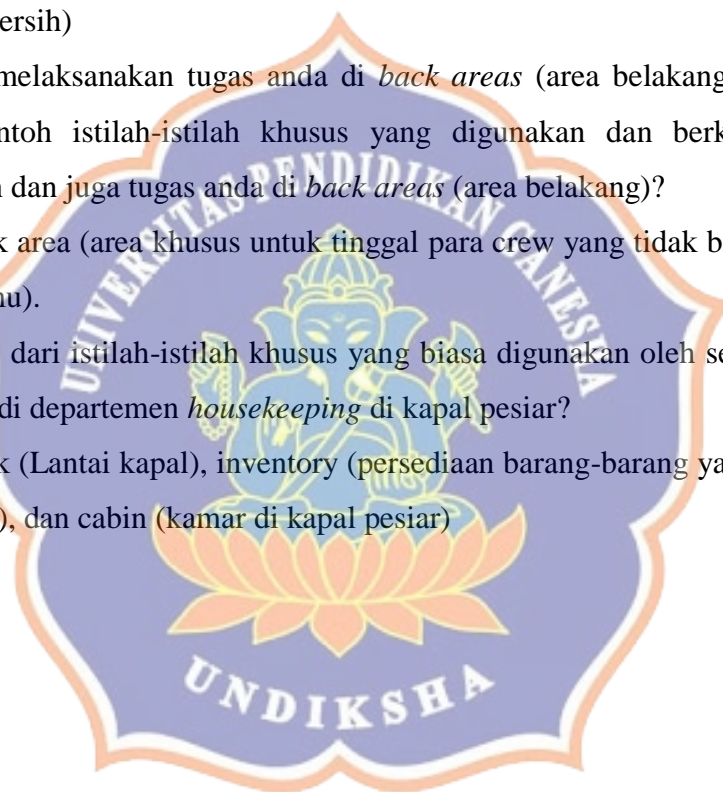 ersih)
melaksanakan tugas anda di back areas (area belakang
ntoh istilah-istilah khusus yang digunakan dan berk
n dan juga tugas anda di back areas (area belakang)?
k area (area khusus untuk tinggal para crew yang tidak b
nu).
dari istilah-istilah khusus yang biasa digunakan oleh se
di departemen housekeeping di kapal pesiar?
k (Lantai kapal), inventory (persediaan barang-barang ya
), dan cabin (kamar di kapal pesiar)
UNIVERSITAS PENDIDIKAN GANESHA
UNDIKSHA